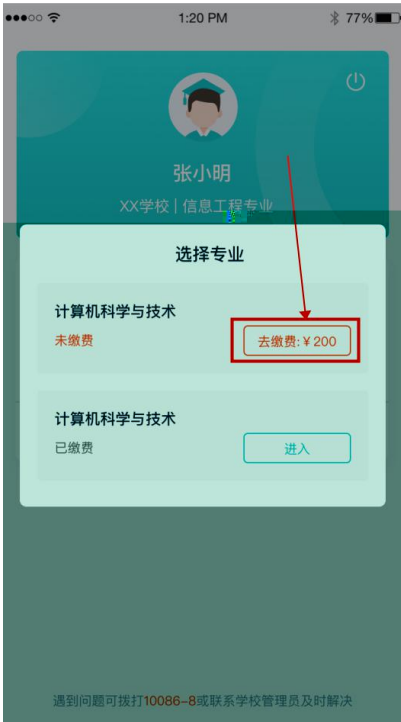 1:20 PM 77%
张小明
XX学校 | 信息工程专业
选择专业
计算机科学与技术
未缴费
去缴费:￥200
计算机科学与技术
已缴费
进入
遇到问题可拨打10086-8或联系学校管理员及时解决